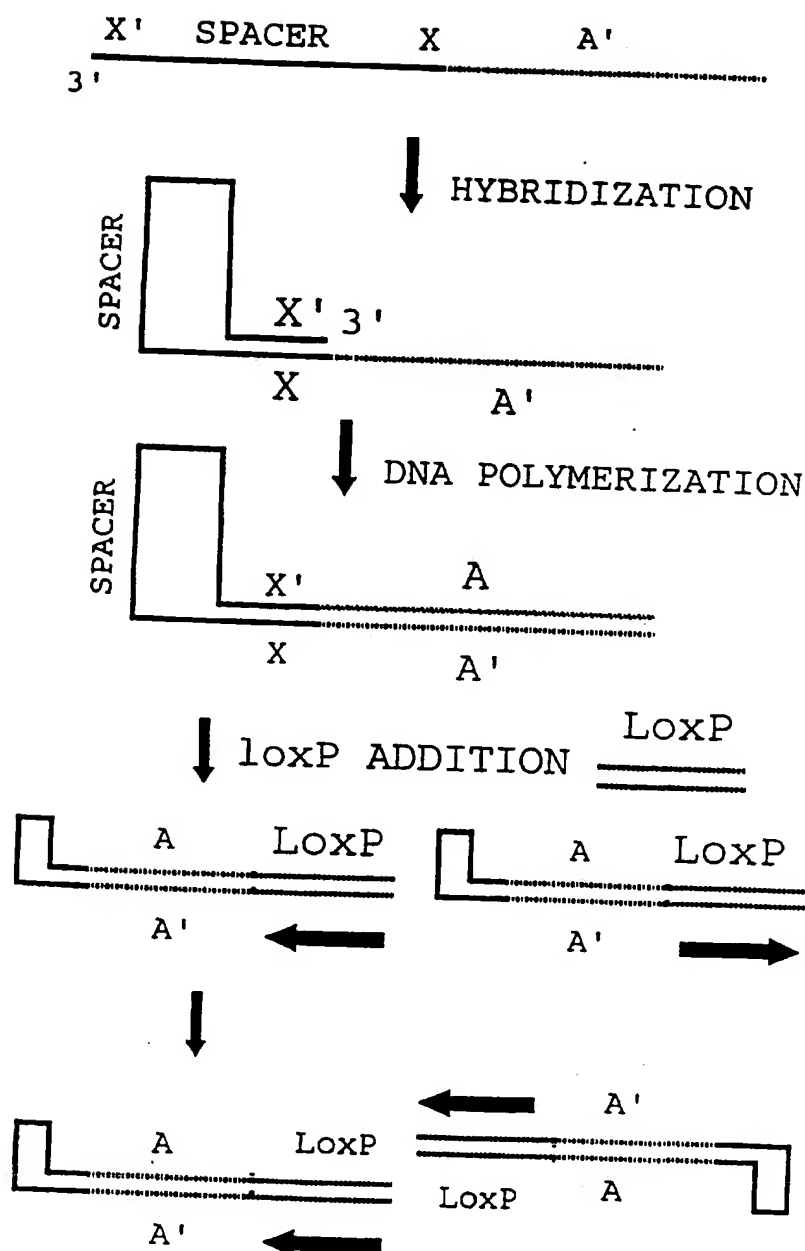 X' SPACER X A'
3'
HYBRIDIZATION
SPACER
X' 3'
X A'
DNA POLYMERIZATION
SPACER
X' A
X A'
LoxP
loxP ADDITION
A LoxP A LoxP
A' A'
A'
A LoxP
LoxP A
A'